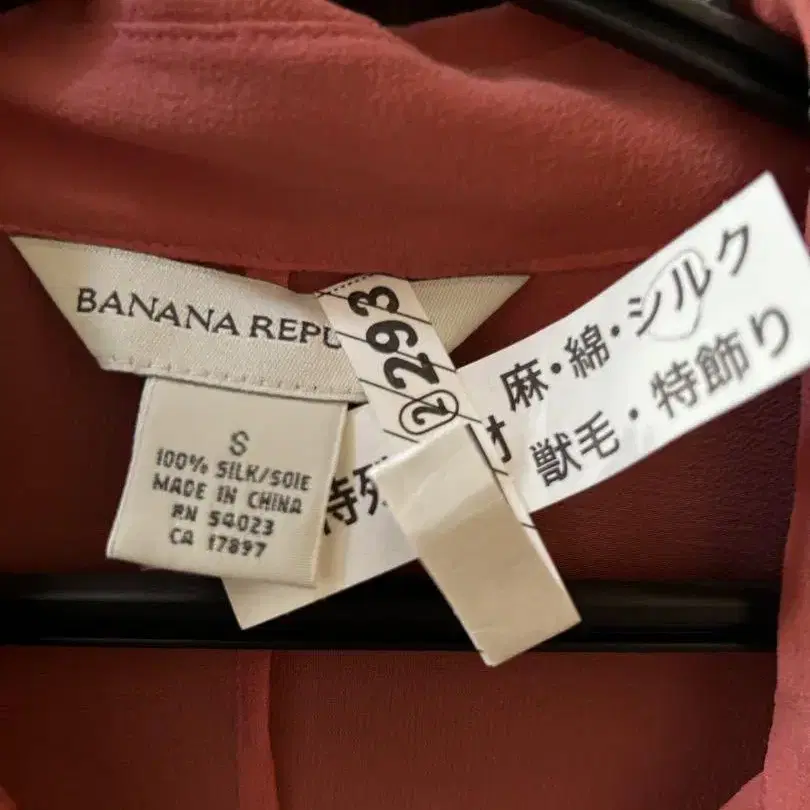 BANANA REPU
S
100% SILK/SOIE
MADE IN CHINA
RN 54023
CA 17897
②293
麻・綿・シルク
獣毛・特飾り